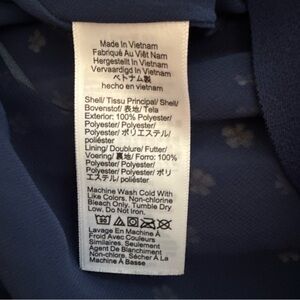 Made In Vietnam
Fabriqué Au Viêt Nam
Hergestellt In Vietnam
Vervaardigd In Vietnam
ベトナム製
hecho en vietnam
Shell/ Tissu Principal/ Shell/
Bovenstof/ 表地/ Tela
Exterior: 100% Polyester/
Polyester/ Polyester/
Polyester/ ポリエステル/
poliéster
Lining/ Doublure/ Futter/
Voering/ 裏地/ Forro: 100%
Polyester/ Polyester/
Polyester/ Polyester/ ポリ
エステル/ poliéster
Machine Wash Cold With
Like Colors. Non-chlorine
Bleach Only. Tumble Dry
Low. Do Not Iron.
Lavage En Machine À
Froid Avec Couleurs
Similaires. Seulement
Agent De Blanchiment
Non-chlore. Sécher À La
Machine À Basse